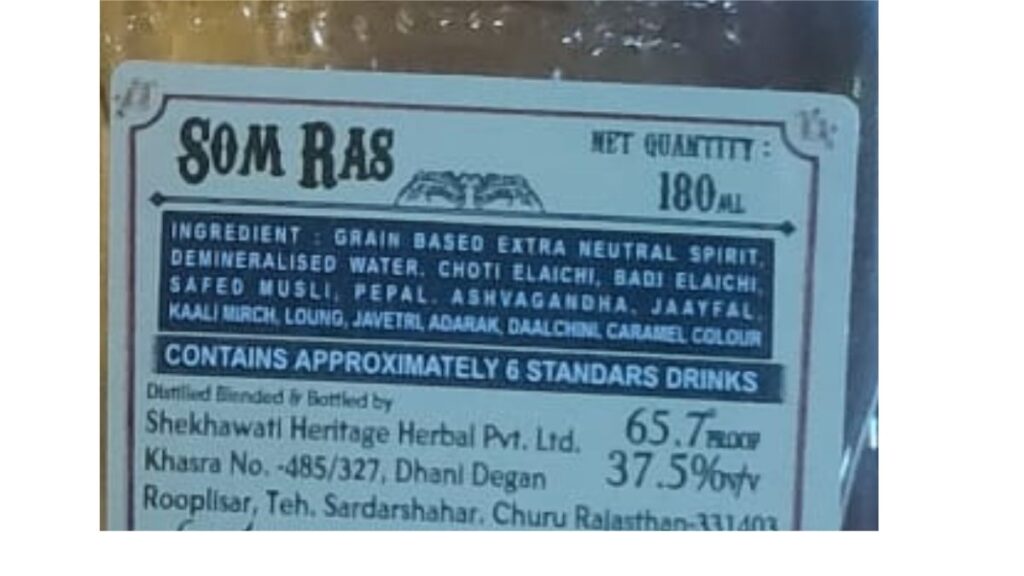 SOM RAS
NET QUANTITY :
180ML
INGREDIENT : GRAIN BASED EXTRA NEUTRAL SPIRIT,
DEMINERALISED WATER, CHOTI ELAICHI, BADI ELAICHI,
SAFED MUSLI, PEPAL, ASHVAGANDHA, JAAYFAL,
KAALI MIRCH, LOUNG, JAVETRI, ADARAK, DAALCHINI, CARAMEL COLOUR
CONTAINS APPROXIMATELY 6 STANDARS DRINKS
Distilled Blended & Bottled by
Shekhawati Heritage Herbal Pvt. Ltd.
Khasra No. -485/327, Dhani Degan
Rooplisar, Teh. Sardarshahar. Churu Rajasthan-331403
65.7 PROOF
37.5%v/v